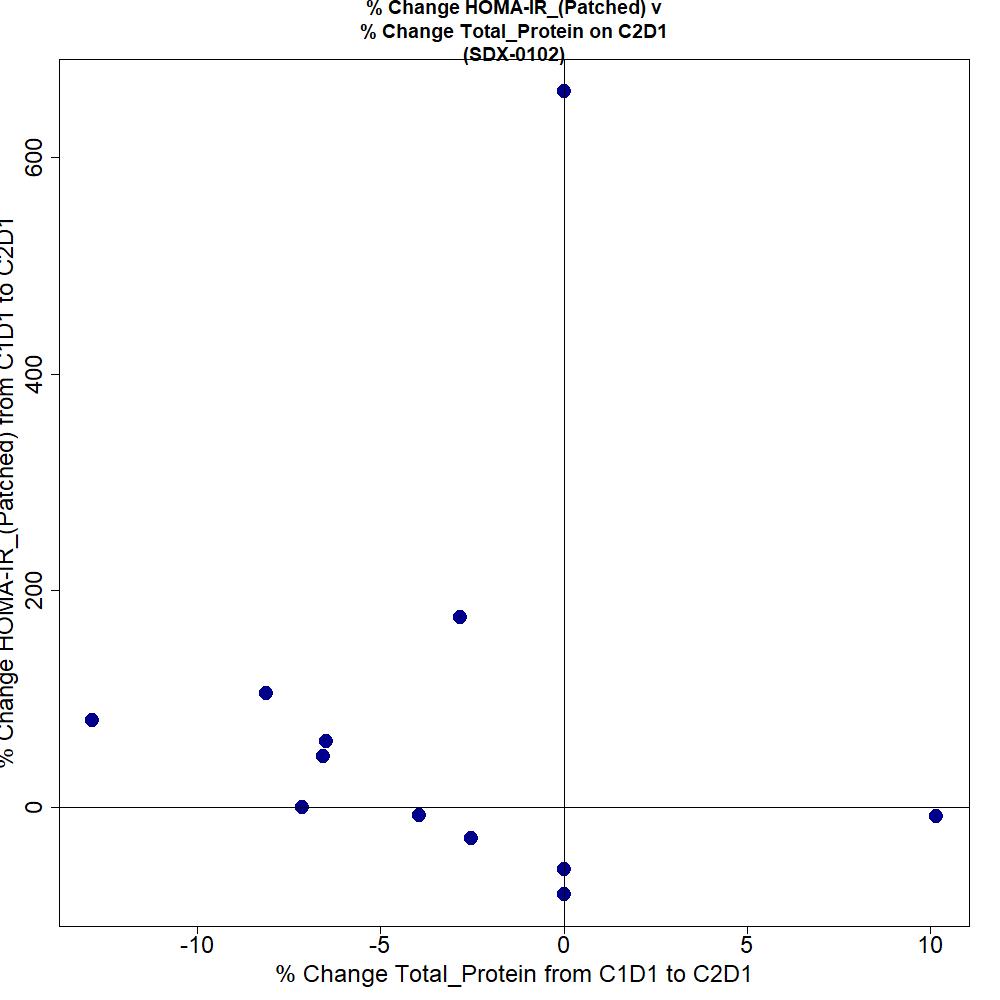 % Change HOMA-IR_(Patched) v
% Change Total_Protein on C2D1
(SDX-0102)
% Change HOMA-IR_(Patched) from C1D1 to C2D1
600
400
200
0
-10
-5
0
5
10
% Change Total_Protein from C1D1 to C2D1